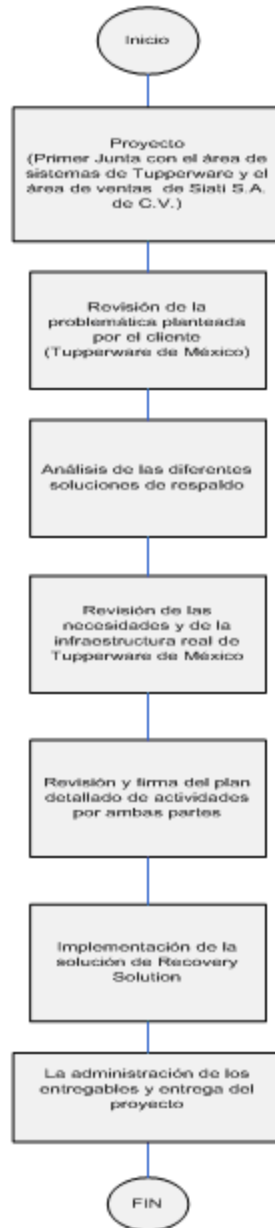 Inicio
Proyecto
(Primer Junta con el área de
sistemas de Tupperware y el
área de ventas de Siati S.A.
de C.V.)
Revisión de la
problemática planteada
por el cliente
(Tupperware de México)
Análisis de las diferentes
soluciones de respaldo
Revisión de las
necesidades y de la
infraestructura real de
Tupperware de México
Revisión y firma del plan
detallado de actividades
por ambas partes
Implementación de la
solución de Recovery
Solution
La administración de los
entregables y entrega del
proyecto
FIN